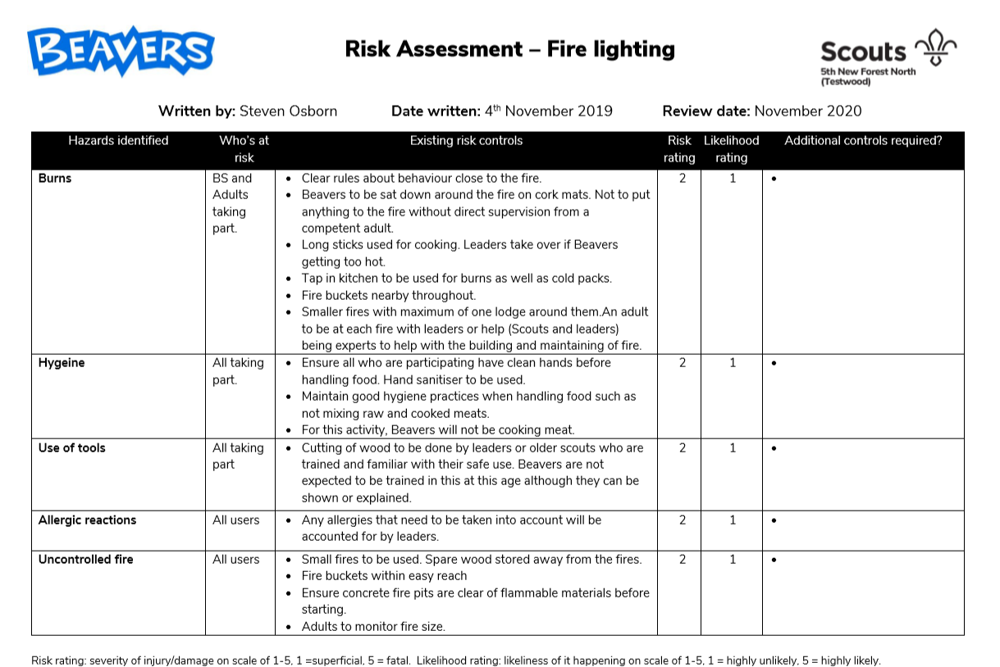 BEAVERS
Risk Assessment – Fire lighting
Scouts
5th New Forest North
(Testwood)
Written by: Steven Osborn Date written: 4th November 2019 Review date: November 2020
Hazards identified
Who's at
risk
Existing risk controls
Risk
rating
Likelihood
rating
Additional controls required?
Burns
BS and
Adults
taking
part.
• Clear rules about behaviour close to the fire.
• Beavers to be sat down around the fire on cork mats. Not to put
anything to the fire without direct supervision from a
competent adult.
• Long sticks used for cooking. Leaders take over if Beavers
getting too hot.
• Tap in kitchen to be used for burns as well as cold packs.
• Fire buckets nearby throughout.
• Smaller fires with maximum of one lodge around them.An adult
to be at each fire with leaders or help (Scouts and leaders)
being experts to help with the building and maintaining of fire.
2
1
•
Hygeine
All taking
part.
• Ensure all who are participating have clean hands before
handling food. Hand sanitiser to be used.
• Maintain good hygiene practices when handling food such as
not mixing raw and cooked meats.
• For this activity, Beavers will not be cooking meat.
2
1
•
Use of tools
All taking
part
• Cutting of wood to be done by leaders or older scouts who are
trained and familiar with their safe use. Beavers are not
expected to be trained in this at this age although they can be
shown or explained.
2
1
•
Allergic reactions
All users
• Any allergies that need to be taken into account will be
accounted for by leaders.
2
1
•
Uncontrolled fire
All users
• Small fires to be used. Spare wood stored away from the fires.
• Fire buckets within easy reach
• Ensure concrete fire pits are clear of flammable materials before
starting.
• Adults to monitor fire size.
2
1
•
Risk rating: severity of injury/damage on scale of 1-5, 1 =superficial, 5 = fatal. Likelihood rating: likeliness of it happening on scale of 1-5, 1 = highly unlikely, 5 = highly likely.